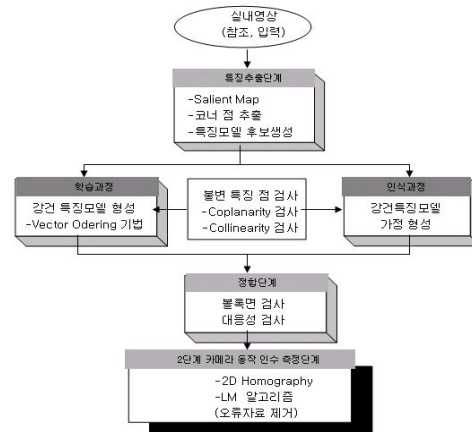 실내영상
(참조, 입력)
특징추출단계
-Salient Map
-코너 점 추출
-특징모델 후보생성
학습과정
강건 특징모델 형성
-Vector Odering 기법
불변 특징 점 검사
-Coplanarity 검사
-Collinearity 검사
인식과정
강건특징모델
가정 형성
정합단계
볼록면 검사
대응성 검사
2단계 카메라 동작 인수 측정단계
-2D Homography
-LM 알고리즘
(오류자료 제거)